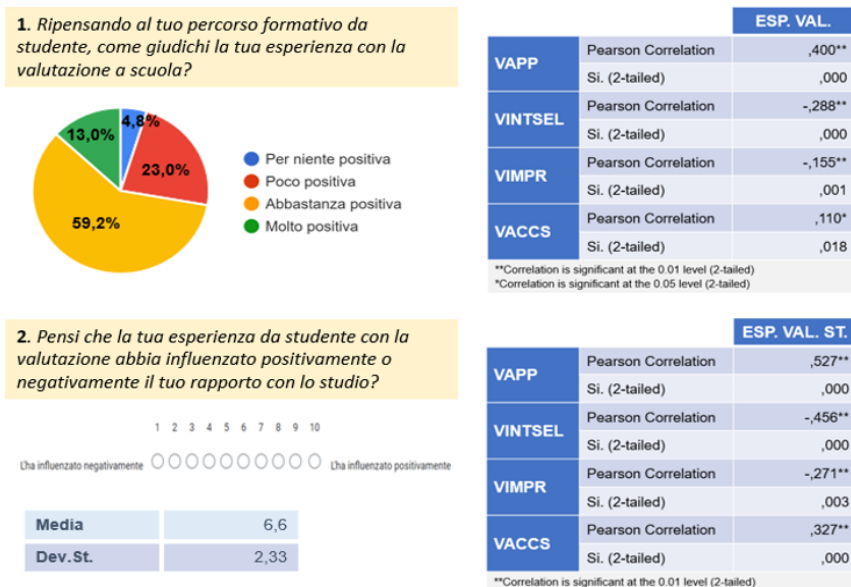 1. Ripensando al tuo percorso formativo da
studente, come giudichi la tua esperienza con la
valutazione a scuola?
4,8%
13,0%
23,0%
59,2%
Per niente positiva
Poco positiva
Abbastanza positiva
Molto positiva
ESP. VAL.
VAPP
Pearson Correlation ,400**
Si. (2-tailed) ,000
VINTSEL
Pearson Correlation -,288**
Si. (2-tailed) ,000
VIMPR
Pearson Correlation -,155**
Si. (2-tailed) ,001
VACCS
Pearson Correlation ,110*
Si. (2-tailed) ,018
**Correlation is significant at the 0.01 level (2-tailed)
*Correlation is significant at the 0.05 level (2-tailed)
2. Pensi che la tua esperienza da studente con la
valutazione abbia influenzato positivamente o
negativamente il tuo rapporto con lo studio?
1 2 3 4 5 6 7 8 9 10
L'ha influenzato negativamente L'ha influenzato positivamente
Media 6,6
Dev.St. 2,33
ESP. VAL. ST.
VAPP
Pearson Correlation ,527**
Si. (2-tailed) ,000
VINTSEL
Pearson Correlation -,456**
Si. (2-tailed) ,000
VIMPR
Pearson Correlation -,271**
Si. (2-tailed) ,003
VACCS
Pearson Correlation ,327**
Si. (2-tailed) ,000
**Correlation is significant at the 0.01 level (2-tailed)